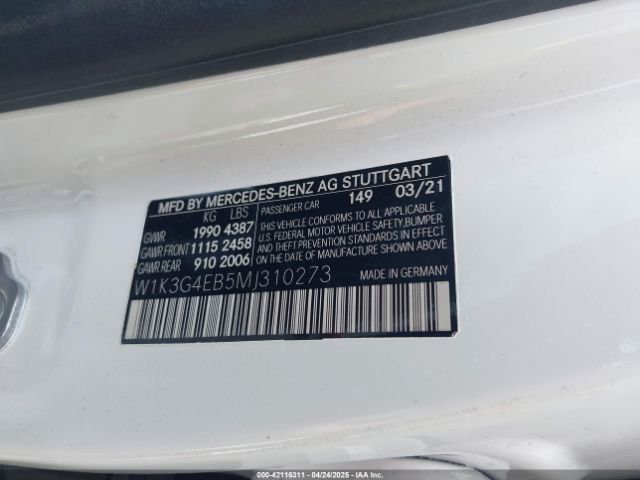 MFD BY MERCEDES-BENZ AG STUTTGART
KG LBS PASSENGER CAR 149 03/21
GVWR 1990 4387
GAWR FRONT 1115 2458
GAWR REAR 910 2006
THIS VEHICLE CONFORMS TO ALL APPLICABLE
U.S. FEDERAL MOTOR VEHICLE SAFETY, BUMPER
AND THEFT PREVENTION STANDARDS IN EFFECT
ON THE DATE OF MANUFACTURE SHOWN ABOVE.
W1K3G4EB5MJ310273
MADE IN GERMANY
000-42116311 - 04/24/2025 - IAAI.COM